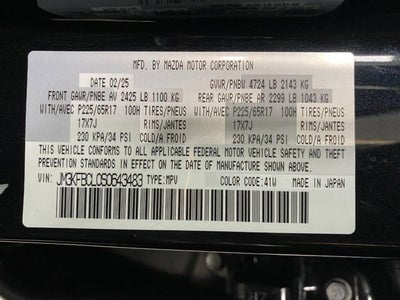 MFD. BY MAZDA MOTOR CORPORATION
DATE 02/25 GVWR/PNBV 4724 LB 2143 KG
FRONT GAWR/PNBE AV 2425 LB 1100 KG REAR GAWR/PNBE AR 2299 LB 1043 KG
WITH/AVEC P225/65R17 100H TIRES/PNEUS WITH/AVEC P225/65R17 100H TIRES/PNEUS
17X7J RIMS/JANTES 17X7J RIMS/JANTES
230 KPA/34 PSI COLD/A FROID 230 KPA/34 PSI COLD/A FROID
THIS VEHICLE CONFORMS TO ALL APPLICABLE FEDERAL MOTOR VEHICLE SAFETY AND THEFT
PREVENTION STANDARDS IN EFFECT ON THE DATE OF MANUFACTURE SHOWN ABOVE.
VIN: JM3KFBCL0S0643483 TYPE:MPV COLOR CODE:41W MADE IN JAPAN